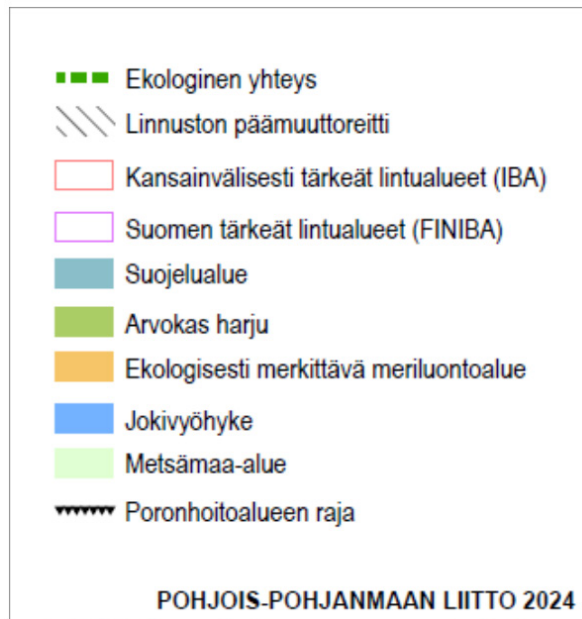 Ekologinen yhteys
Linnuston päämuuttoreitti
Kansainvälisesti tärkeät lintualueet (IBA)
Suomen tärkeät lintualueet (FINIBA)
Suojelualue
Arvokas harju
Ekologisesti merkittävä meriluontoalue
Jokivyöhyke
Metsämaa-alue
Poronhoitoalueen raja
POHJOIS-POHJANMAAN LIITTO 2024